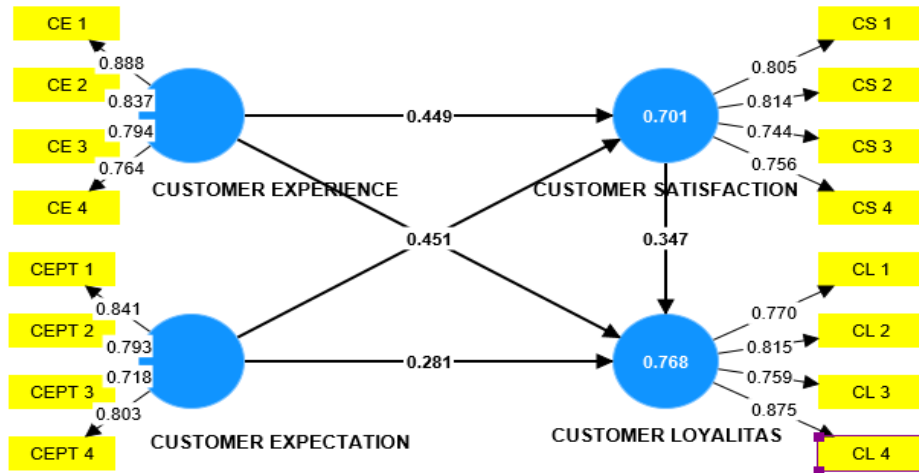 CE 1
CS 1
0.888
0.805
CE 2
CS 2
0.837
0.814
0.449
0.701
0.794
0.744
CE 3
CS 3
0.764
0.756
CUSTOMER EXPERIENCE
CUSTOMER SATISFACTION
CE 4
CS 4
0.451
0.347
CEPT 1
CL 1
0.841
0.770
CEPT 2
CL 2
0.793
0.815
0.281
0.768
0.718
0.759
CEPT 3
CL 3
0.803
0.875
CUSTOMER EXPECTATION
CUSTOMER LOYALITAS
CEPT 4
CL 4